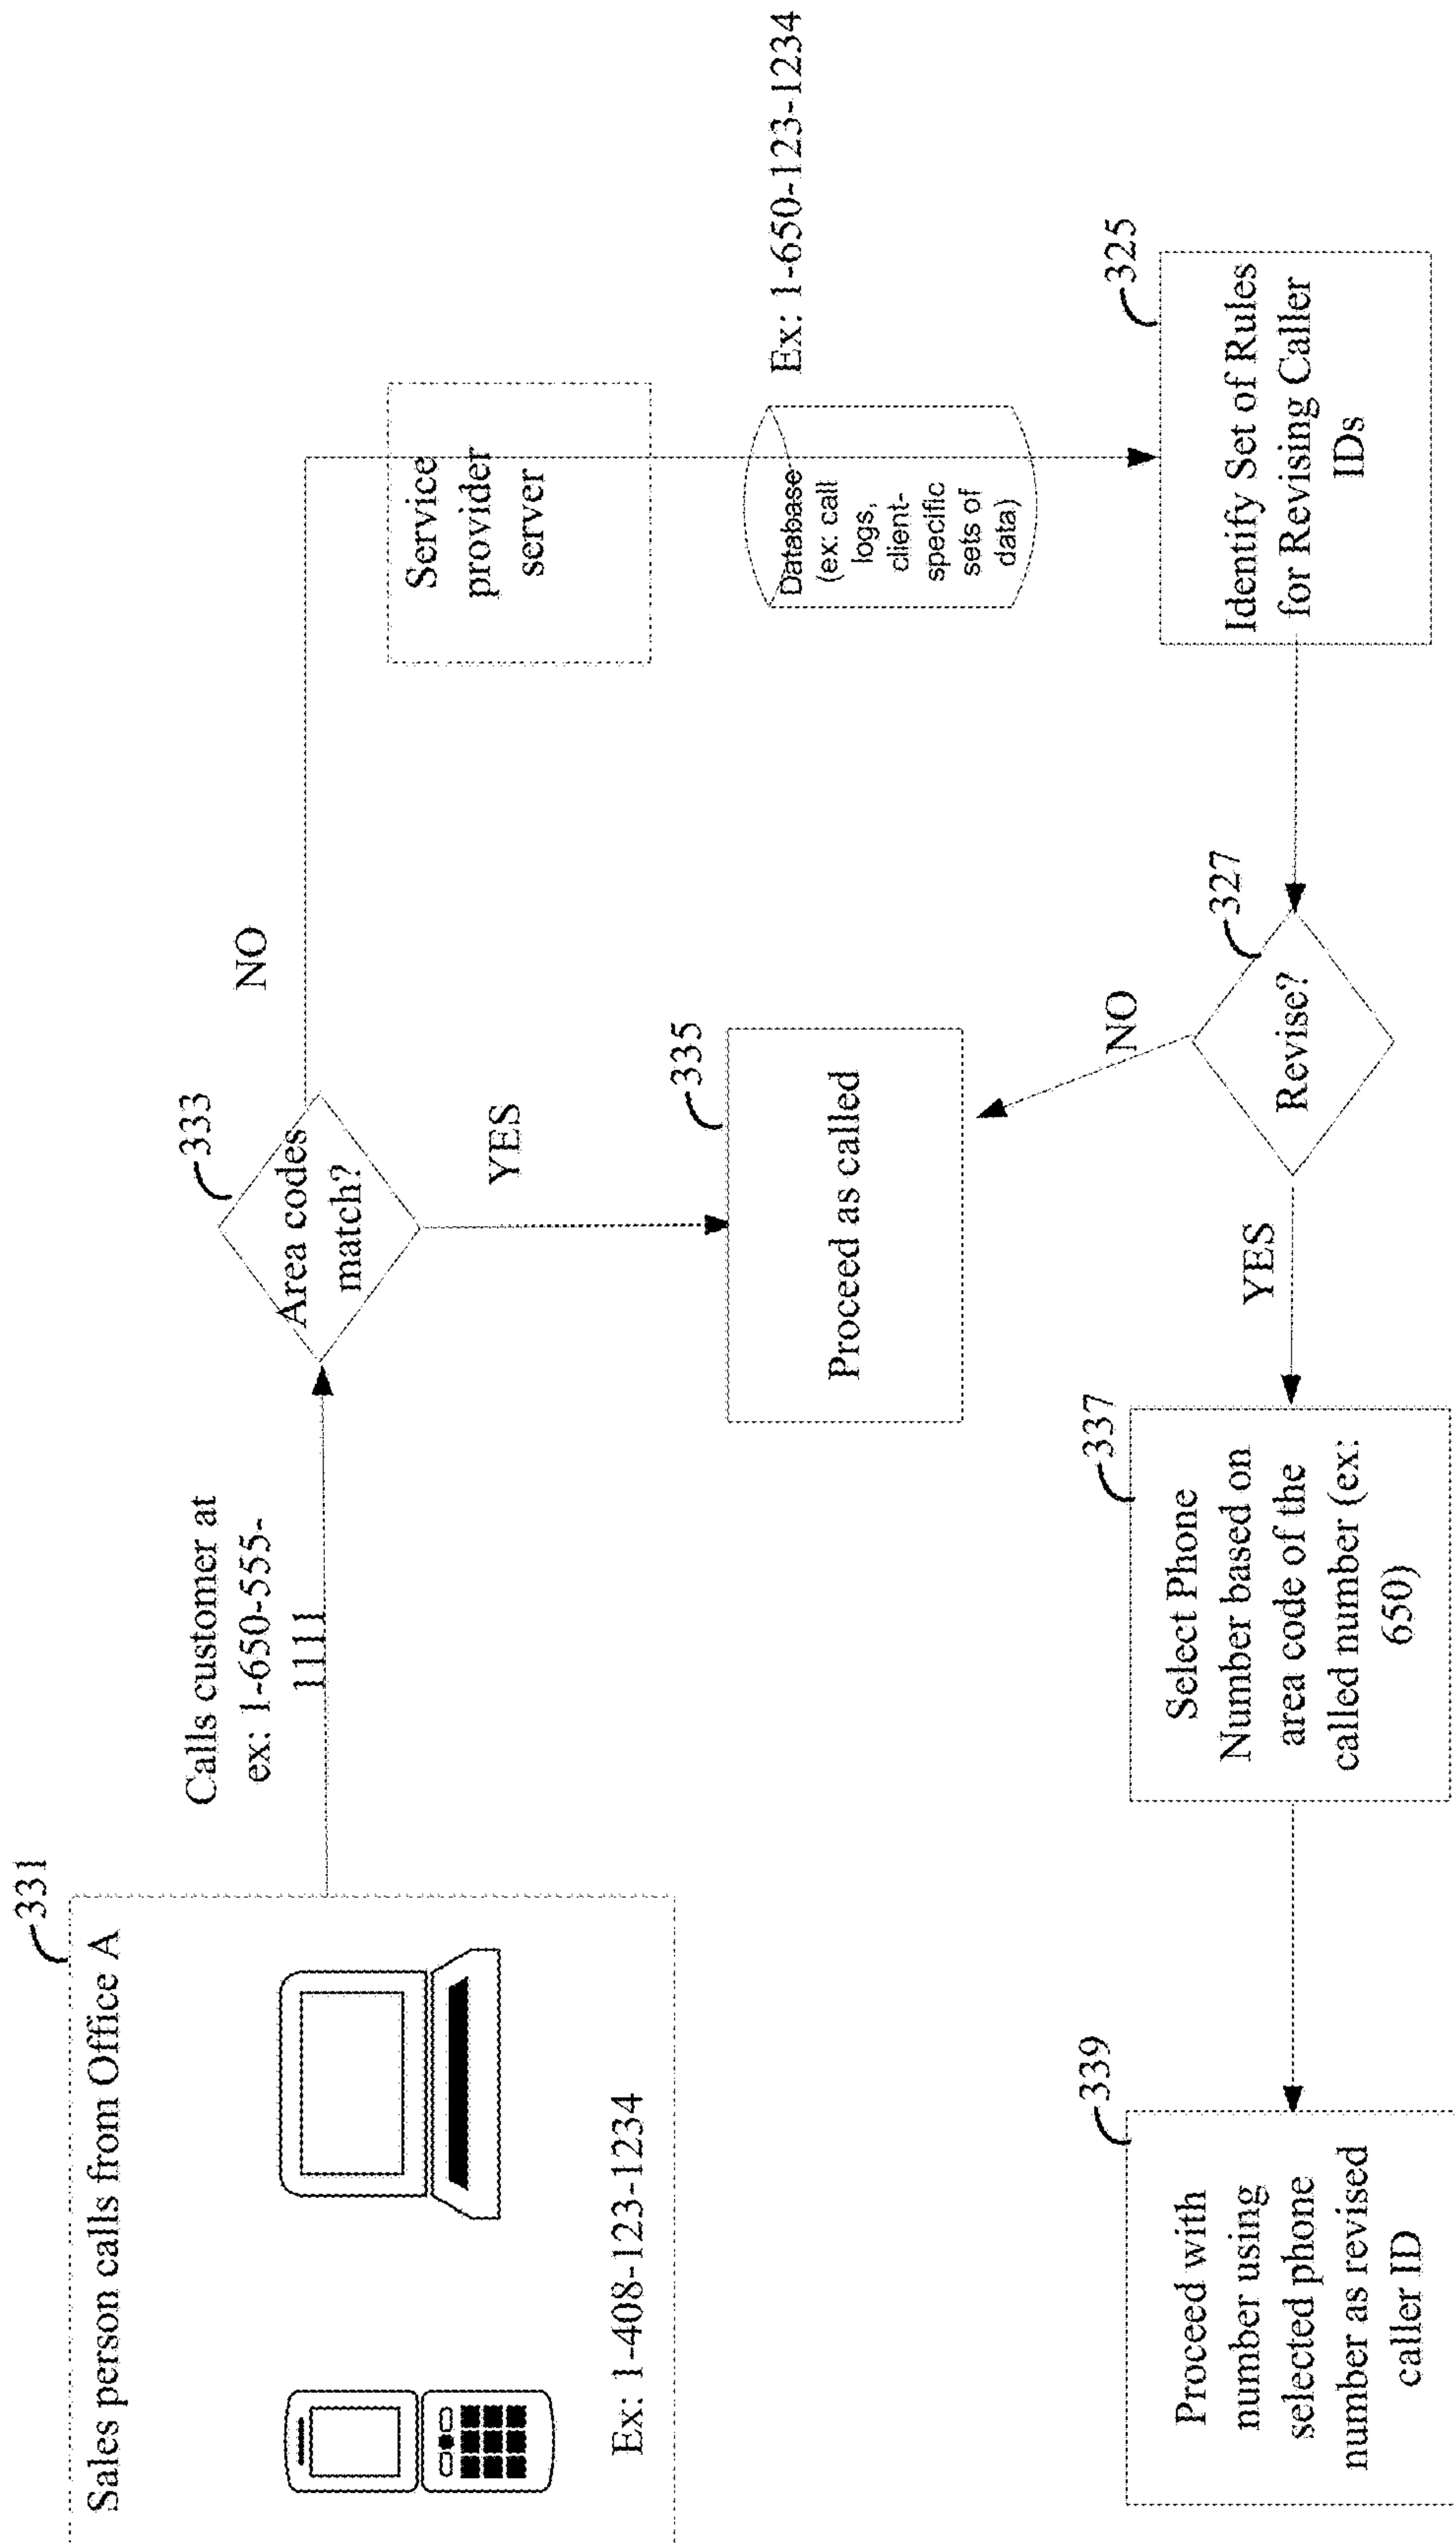 331
Sales person calls from Office A
Ex: 1-408-123-1234
Calls customer at
ex: 1-650-555-
1111
333
Area codes
match?
NO
YES
335
Proceed as called
Service
provider
server
Database
(ex: call
logs,
client-
specific
sets of
data)
Ex: 1-650-123-1234
325
Identify Set of Rules
for Revising Caller
IDs
327
Revise?
NO
YES
337
Select Phone
Number based on
area code of the
called number (ex:
650)
339
Proceed with
number using
selected phone
number as revised
caller ID